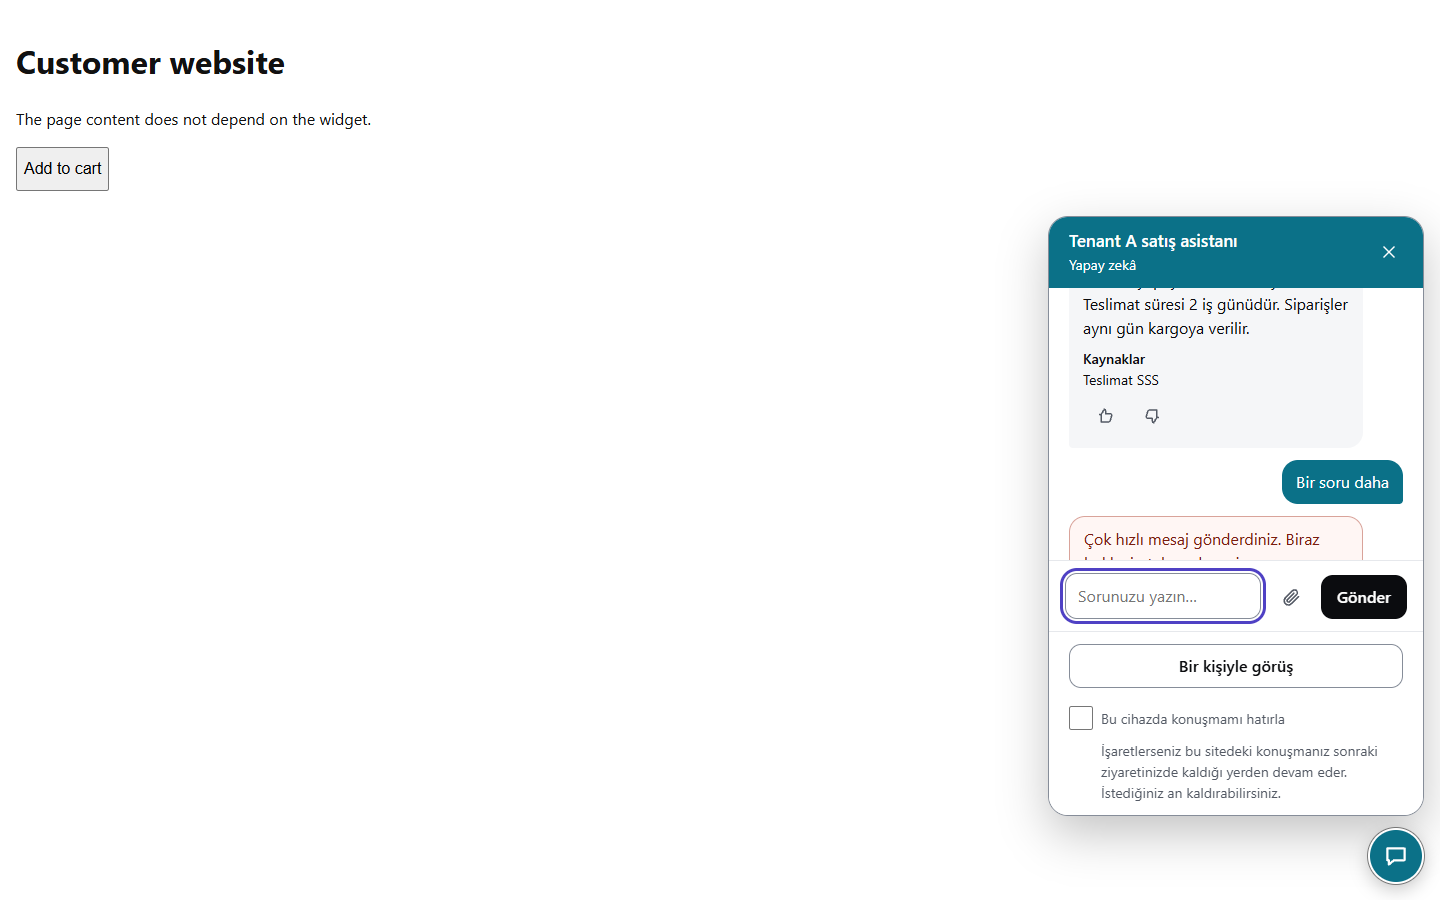 Customer website
The page content does not depend on the widget.
Add to cart
Tenant A satış asistanı
Yapay zekâ
Teslimat süresi 2 iş günüdür. Siparişler
aynı gün kargoya verilir.
Kaynaklar
Teslimat SSS
Bir soru daha
Çok hızlı mesaj gönderdiniz. Biraz
Sorunuzu yazın...
Gönder
Bir kişiyle görüş
Bu cihazda konuşmamı hatırla
İşaretlerseniz bu sitedeki konuşmanız sonraki
ziyaretinizde kaldığı yerden devam eder.
İstediğiniz an kaldırabilirsiniz.